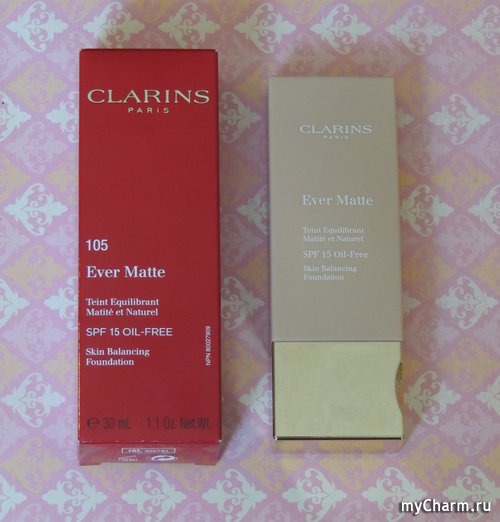 CLARINS
PARIS
105
Ever Matte
Teint Equilibrant
Matité et Naturel
SPF 15 OIL-FREE
Skin Balancing
Foundation
NPN 80027909
℮ 30 mL 1.1 Oz. Net Wt.
CLARINS
PARIS
Ever Matte
Teint Equilibrant
Matité et Naturel
SPF 15 Oil-Free
Skin Balancing
Foundation
myCharm.ru